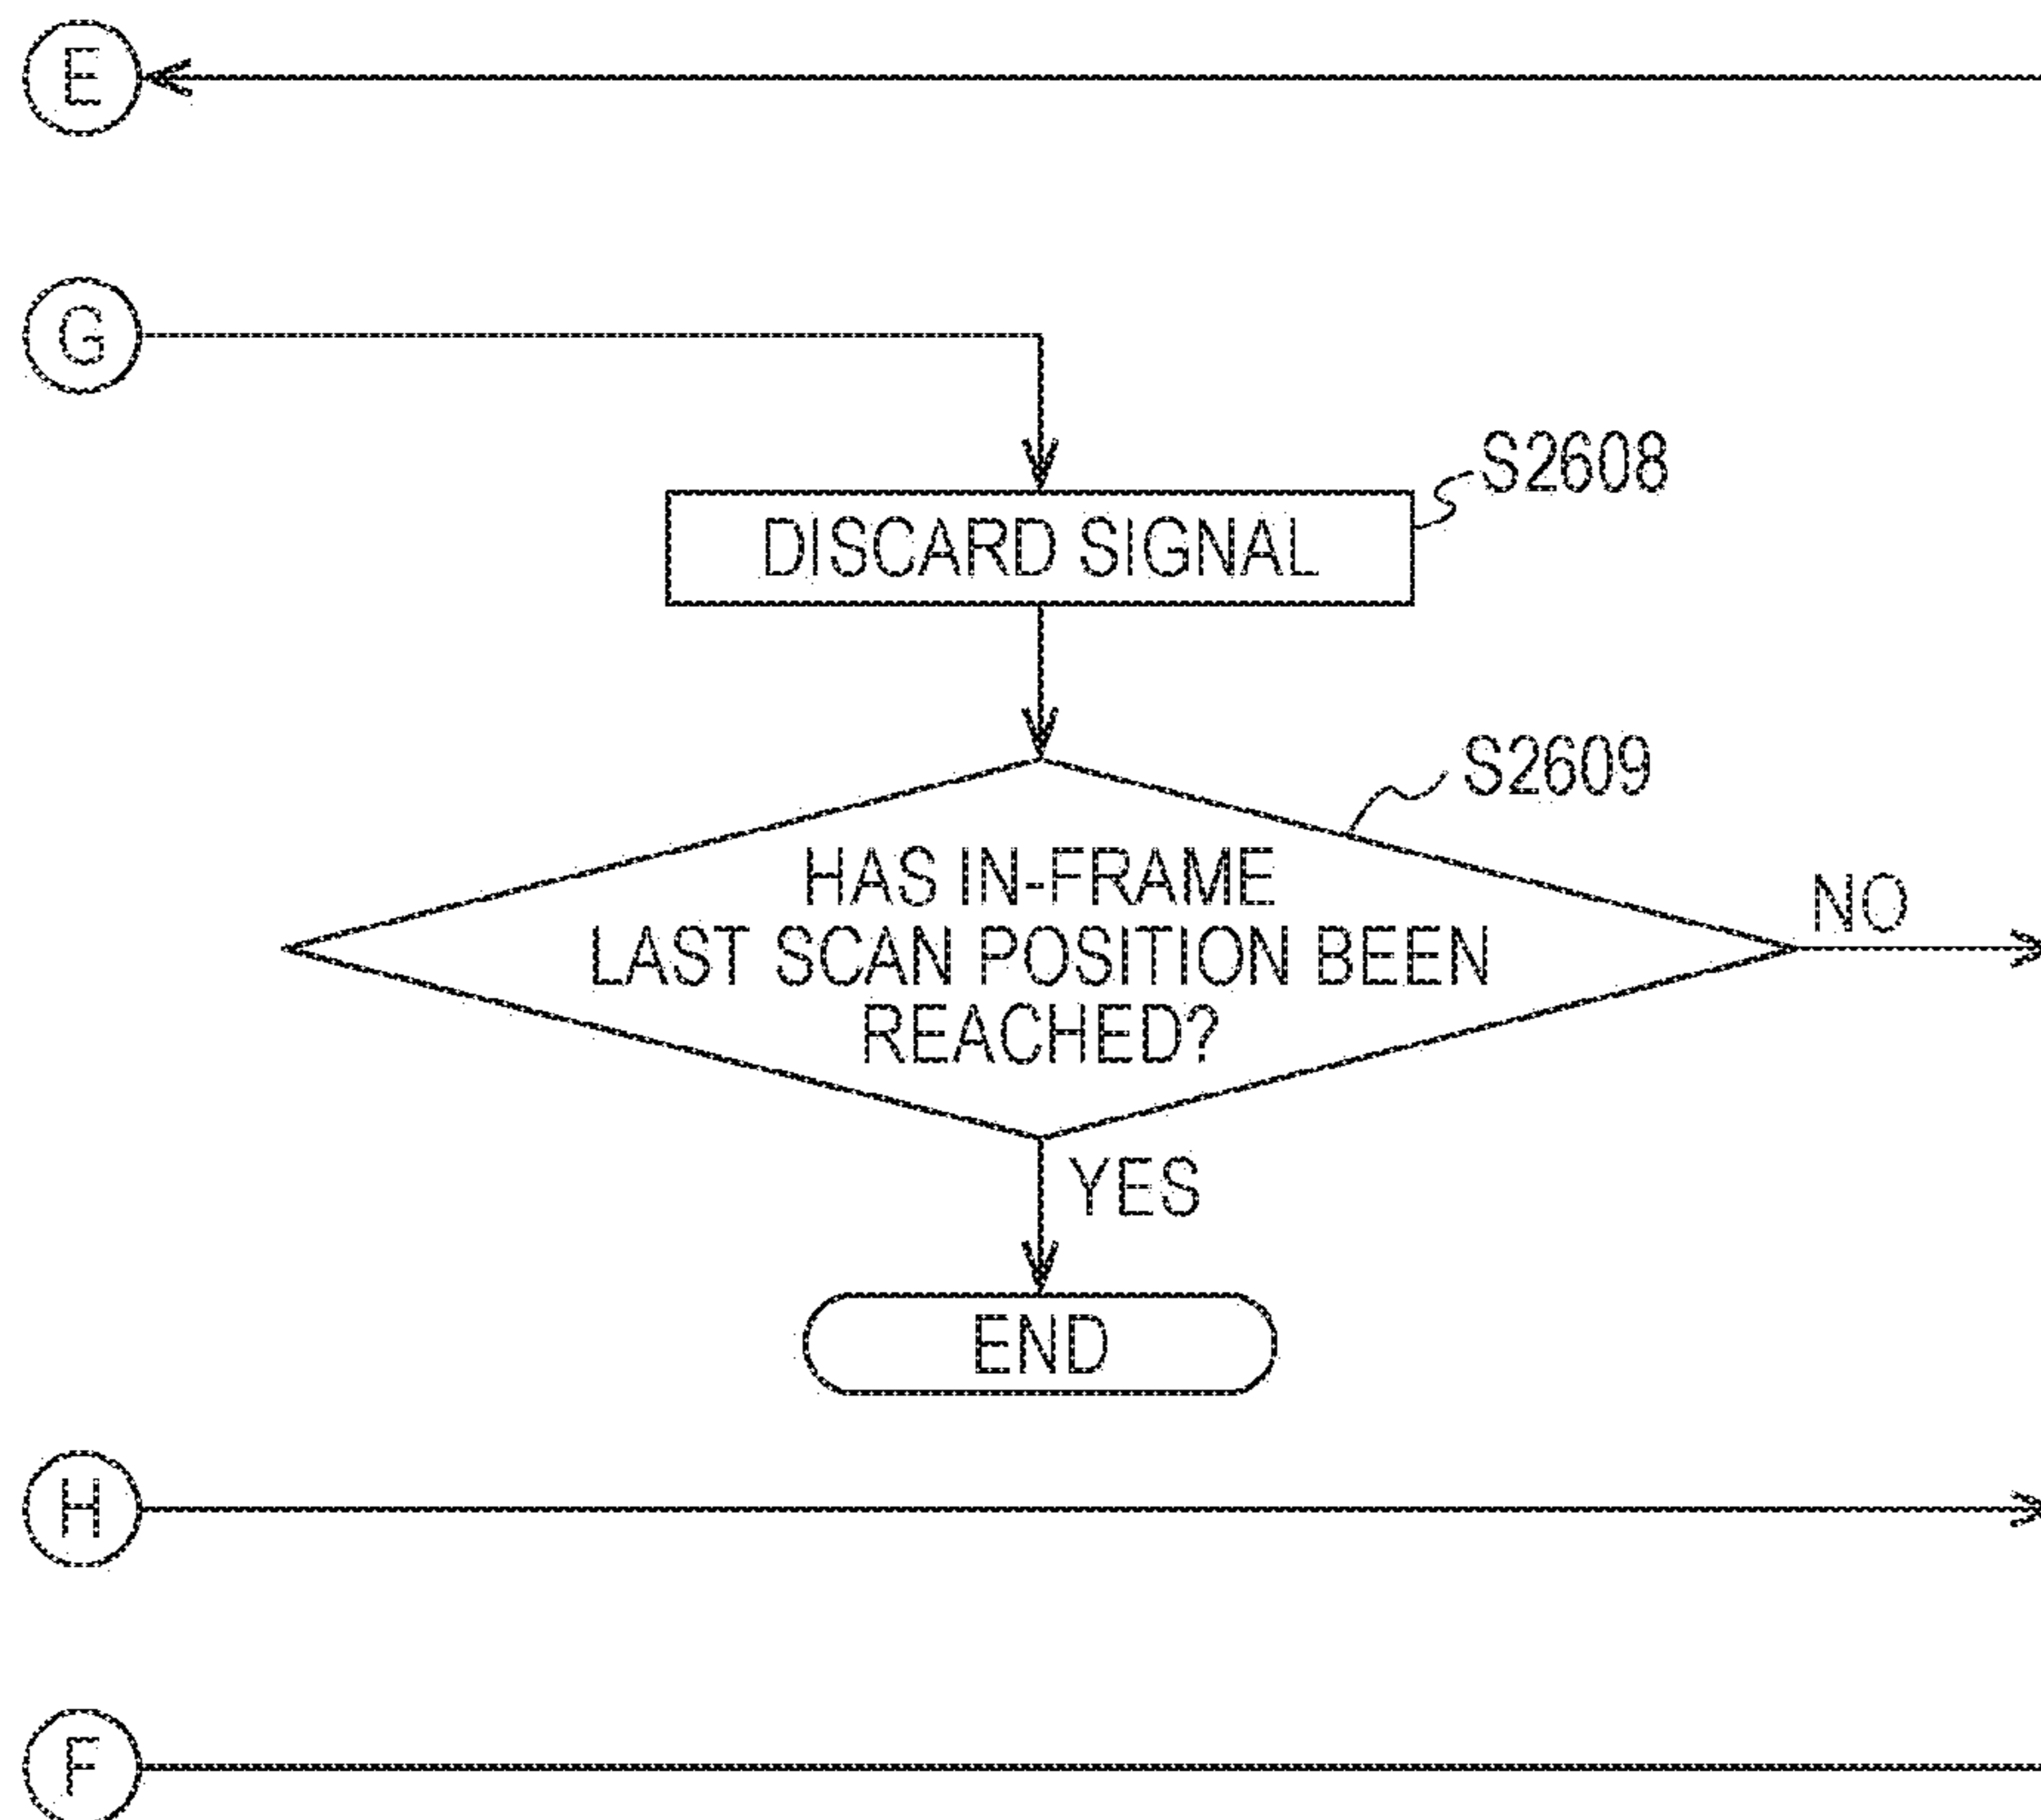 E
G
S2608
DISCARD SIGNAL
S2609
HAS IN-FRAME
LAST SCAN POSITION BEEN
REACHED?
NO
YES
END
H
F